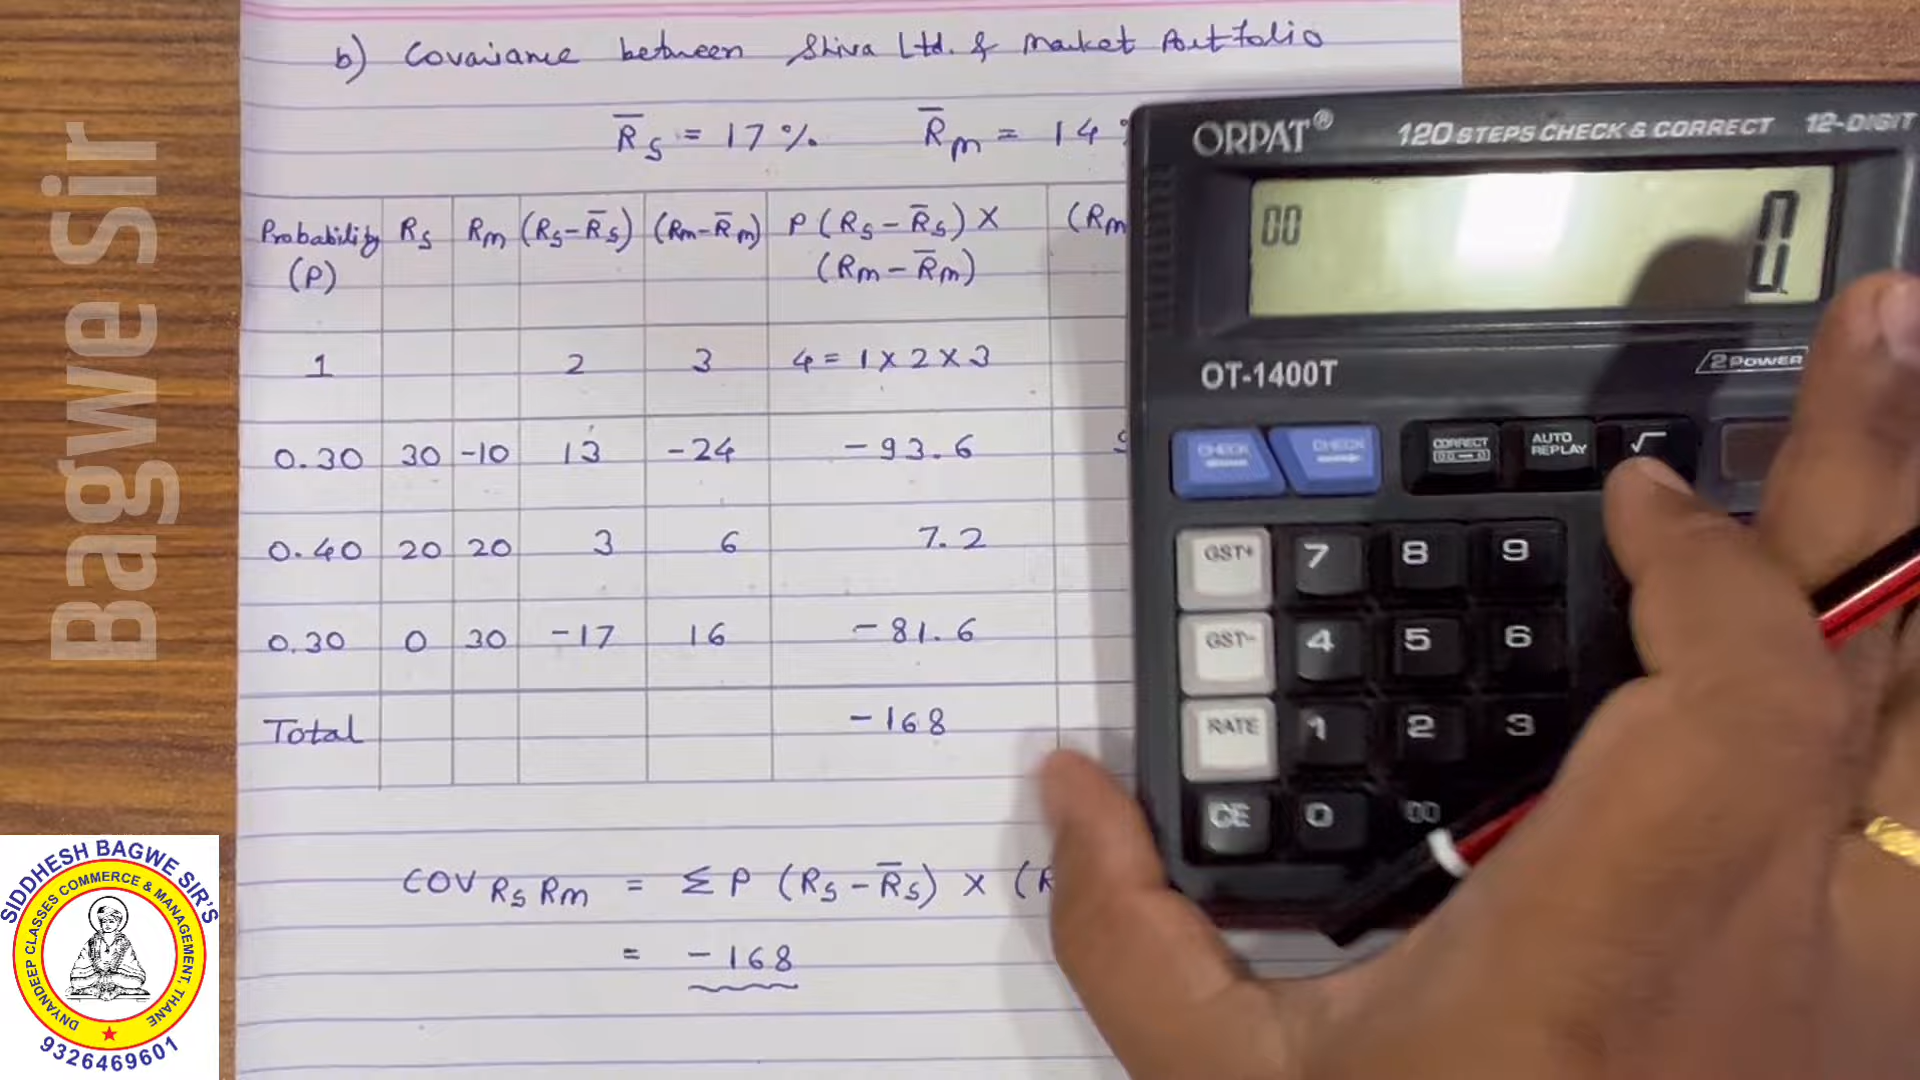 b) Covariance between Shiva Ltd. & Market Portfolio
R̅s = 17 % R̅m = 14
Probability (P) Rs Rm (Rs-R̅s) (Rm-R̅m) P (Rs - R̅s) X (Rm - R̅m) (Rm
1 2 3 4 = 1 X 2 X 3
0.30 30 -10 13 -24 -93.6
0.40 20 20 3 6 7.2
0.30 0 30 -17 16 -81.6
Total -168
COV Rs Rm = Σ P (Rs - R̅s) X (R
= -168
ORPAT® 120 STEPS CHECK & CORRECT 12-DIGIT
00 0.
OT-1400T 2 POWER
CHECK CHECK CORRECT 00→0 AUTO REPLAY √
GST+ 7 8 9
GST- 4 5 6
RATE 1 2 3
CE 0 00
Bagwe Sir
SIDDHESH BAGWE SIR'S
DNYANDEEP CLASSES COMMERCE & MANAGEMENT, THANE
9326469601